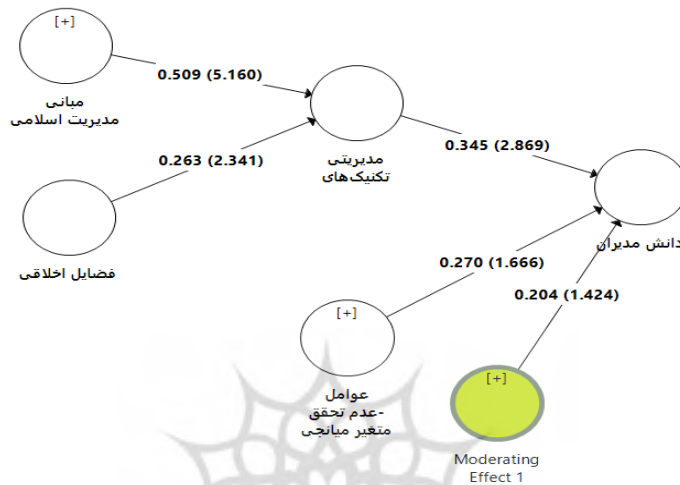 [+]
مبانی
مدیریت اسلامی
0.509 (5.160)
0.263 (2.341)
فضایل اخلاقی
مدیریتی
تکنیک‌های
0.345 (2.869)
دانش مدیران
0.270 (1.666)
0.204 (1.424)
[+]
عوامل
عدم تحقق-
متغیر میانجی
[+]
Moderating
Effect 1